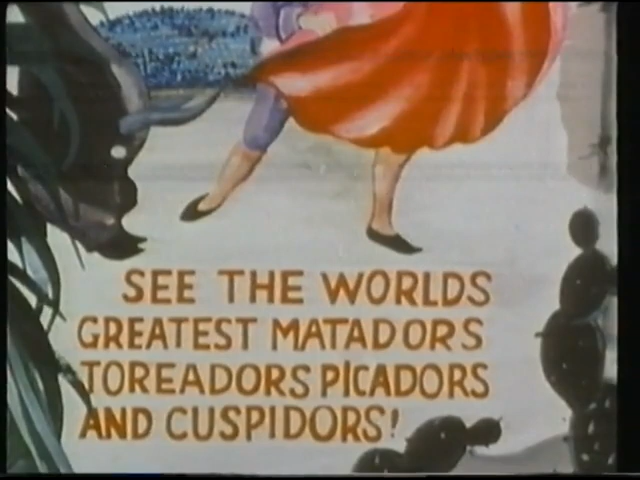 SEE THE WORLDS
GREATEST MATADORS
TOREADORS PICADORS
AND CUSPIDORS!